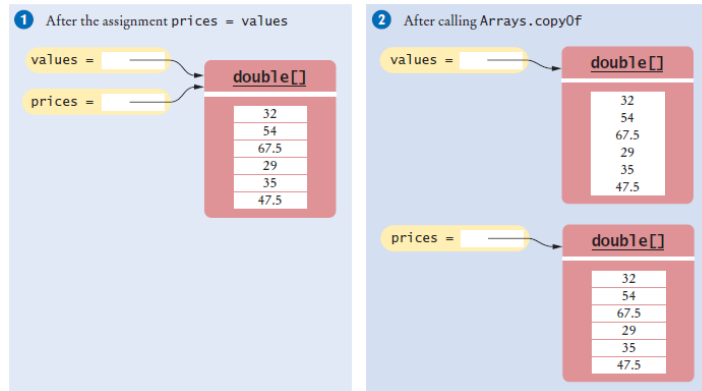 1 After the assignment prices = values
values =
prices =
double[]
32
54
67.5
29
35
47.5
2 After calling Arrays.copyOf
values =
double[]
32
54
67.5
29
35
47.5
prices =
double[]
32
54
67.5
29
35
47.5